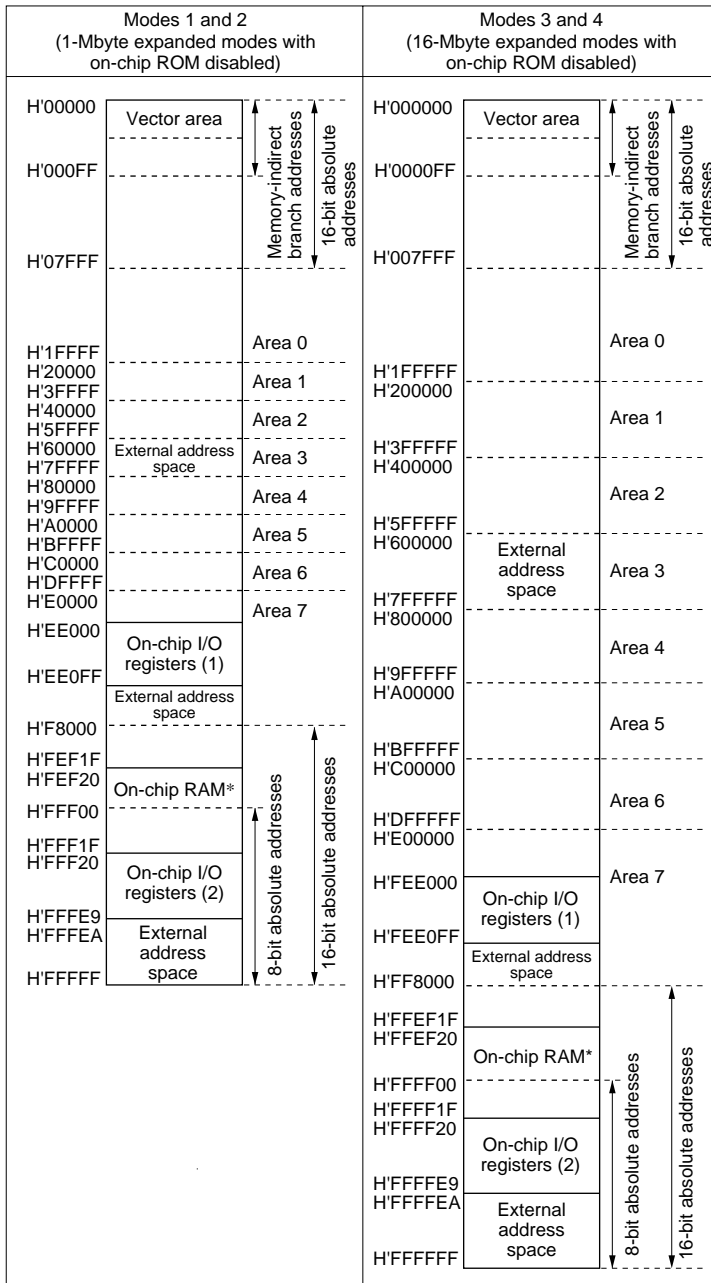 Modes 1 and 2
(1-Mbyte expanded modes with
on-chip ROM disabled)
H'00000
Vector area
H'000FF
H'07FFF
Memory-indirect
branch addresses
16-bit absolute
addresses
H'1FFFF
Area 0
H'20000
H'3FFFF
Area 1
H'40000
H'5FFFF
Area 2
H'60000
H'7FFFF
External address
space
Area 3
H'80000
H'9FFFF
Area 4
H'A0000
H'BFFFF
Area 5
H'C0000
H'DFFFF
Area 6
H'E0000
Area 7
H'EE000
On-chip I/O
registers (1)
H'EE0FF
External address
space
H'F8000
H'FEF1F
H'FEF20
On-chip RAM*
H'FFF00
H'FFF1F
H'FFF20
On-chip I/O
registers (2)
H'FFFE9
H'FFFEA
External
address
space
H'FFFFF
8-bit absolute addresses
16-bit absolute addresses
Modes 3 and 4
(16-Mbyte expanded modes with
on-chip ROM disabled)
H'000000
Vector area
H'0000FF
H'007FFF
Memory-indirect
branch addresses
16-bit absolute
addresses
Area 0
H'1FFFFF
H'200000
Area 1
H'3FFFFF
H'400000
Area 2
H'5FFFFF
H'600000
External
address
space
Area 3
H'7FFFFF
H'800000
Area 4
H'9FFFFF
H'A00000
Area 5
H'BFFFFF
H'C00000
Area 6
H'DFFFFF
H'E00000
Area 7
H'FEE000
On-chip I/O
registers (1)
H'FEE0FF
External address
space
H'FF8000
H'FFEF1F
H'FFEF20
On-chip RAM*
H'FFFF00
H'FFFF1F
H'FFFF20
On-chip I/O
registers (2)
H'FFFFE9
H'FFFFEA
External
address
space
H'FFFFFF
8-bit absolute addresses
16-bit absolute addresses